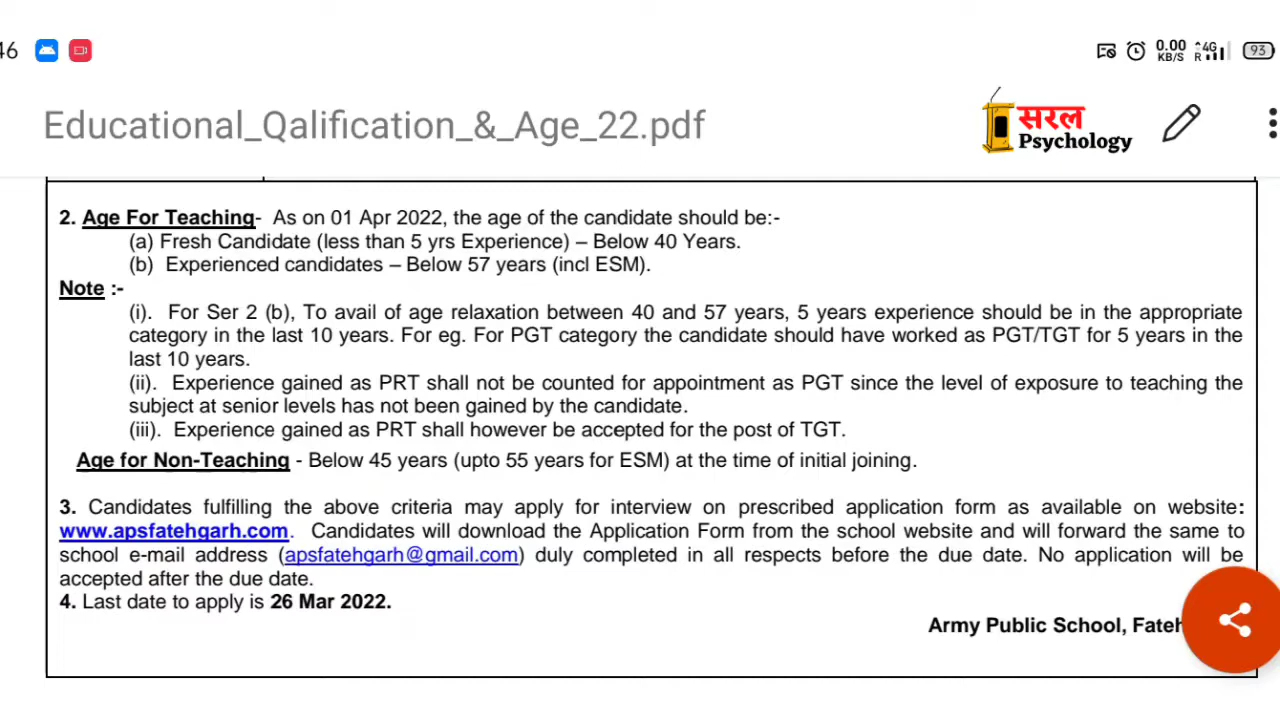 46
0.00
KB/S
4G
R
93
Educational_Qalification_&_Age_22.pdf
सरल
Psychology
2. Age For Teaching- As on 01 Apr 2022, the age of the candidate should be:-
(a) Fresh Candidate (less than 5 yrs Experience) – Below 40 Years.
(b) Experienced candidates – Below 57 years (incl ESM).
Note :-
(i). For Ser 2 (b), To avail of age relaxation between 40 and 57 years, 5 years experience should be in the appropriate
category in the last 10 years. For eg. For PGT category the candidate should have worked as PGT/TGT for 5 years in the
last 10 years.
(ii). Experience gained as PRT shall not be counted for appointment as PGT since the level of exposure to teaching the
subject at senior levels has not been gained by the candidate.
(iii). Experience gained as PRT shall however be accepted for the post of TGT.
Age for Non-Teaching - Below 45 years (upto 55 years for ESM) at the time of initial joining.
3. Candidates fulfilling the above criteria may apply for interview on prescribed application form as available on website:
www.apsfatehgarh.com. Candidates will download the Application Form from the school website and will forward the same to
school e-mail address (apsfatehgarh@gmail.com) duly completed in all respects before the due date. No application will be
accepted after the due date.
4. Last date to apply is 26 Mar 2022.
Army Public School, Fateh